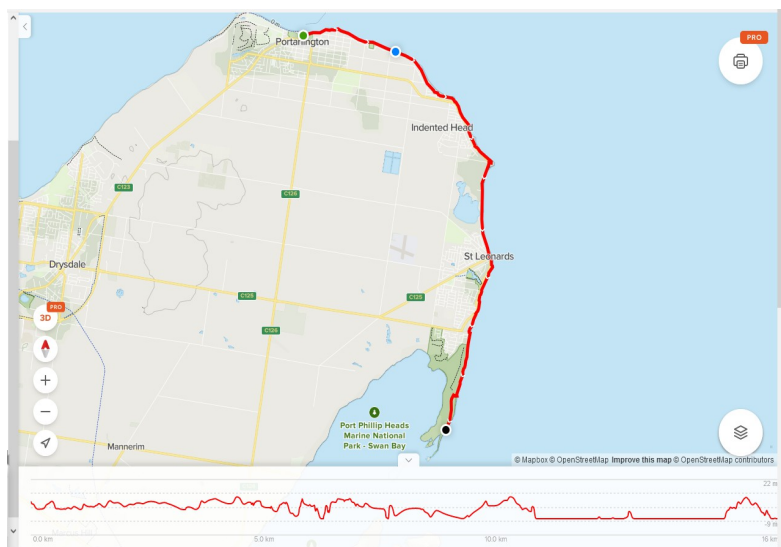 PRO
Portarlington
Indented Head
C123
C126
St Leonards
Drysdale
C125
C126
C125
PRO
3D
Port Phillip Heads
Marine National
Park - Swan Bay
Mannerim
© Mapbox © OpenStreetMap Improve this map © OpenStreetMap contributors
22 m
-9 m
0.0 km
5.0 km
10.0 km
16 km